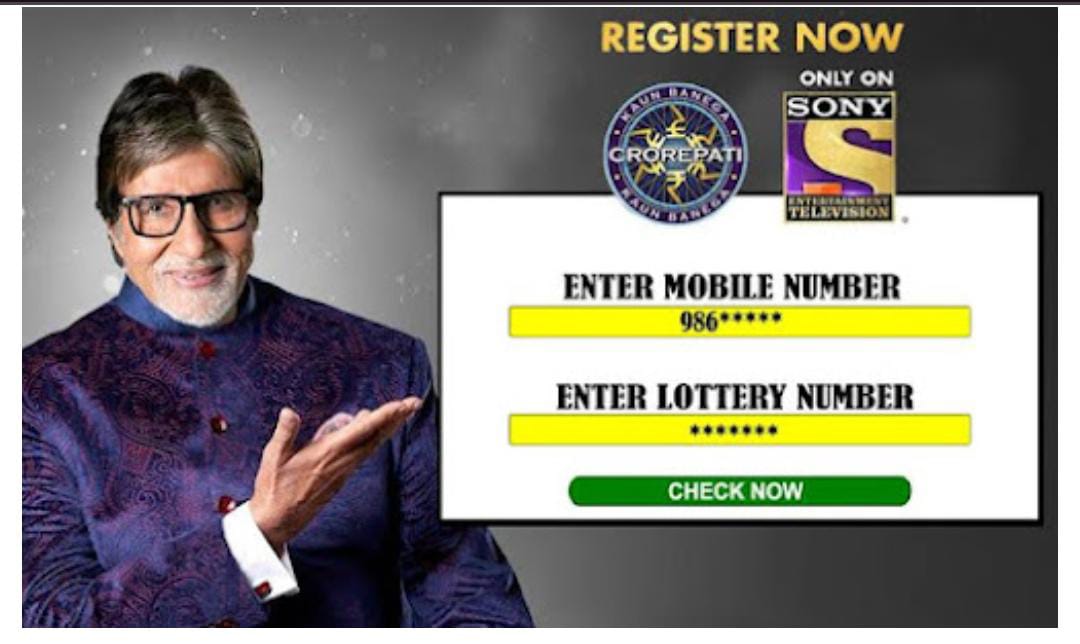 REGISTER NOW
ONLY ON
KAUN BANEGA
CROREPATI
KAUN BANEGA
SONY
S
ENTERTAINMENT
TELEVISION
ENTER MOBILE NUMBER
986*****
ENTER LOTTERY NUMBER
*******
CHECK NOW